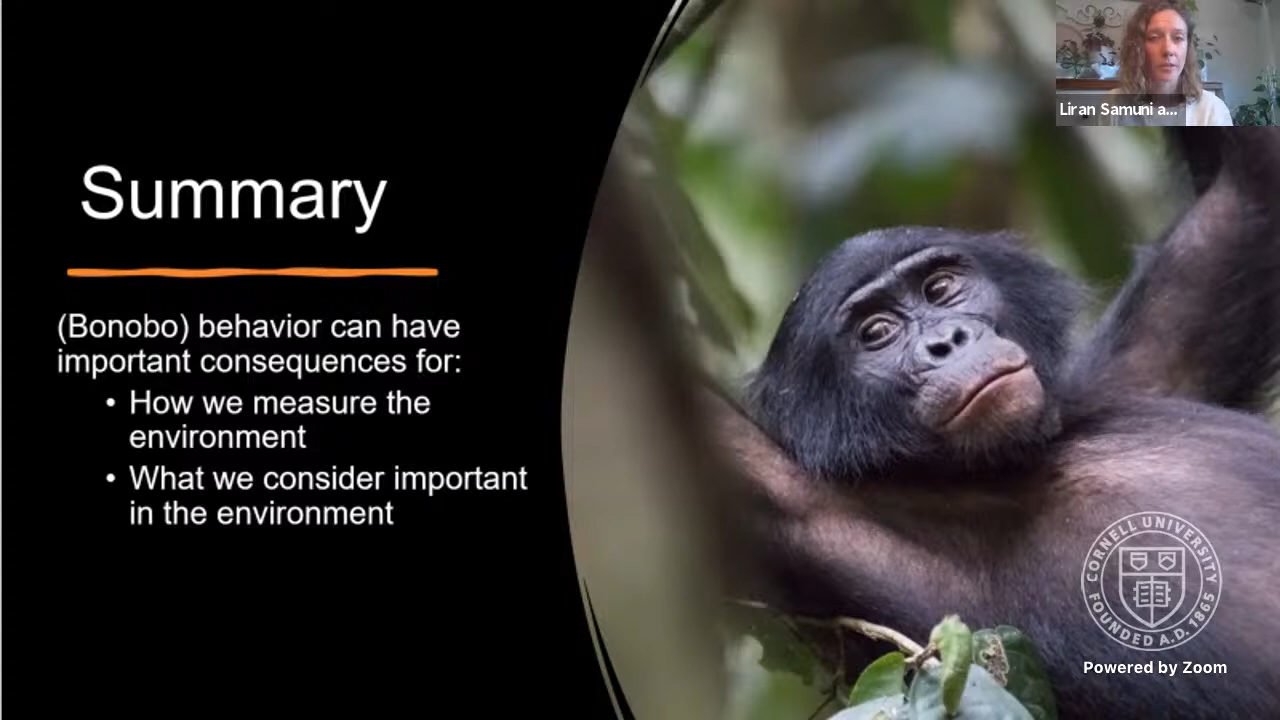 Liran Samuni a...
Summary
(Bonobo) behavior can have
important consequences for:
• How we measure the
environment
• What we consider important
in the environment
CORNELL UNIVERSITY
FOUNDED A.D. 1865
Powered by Zoom